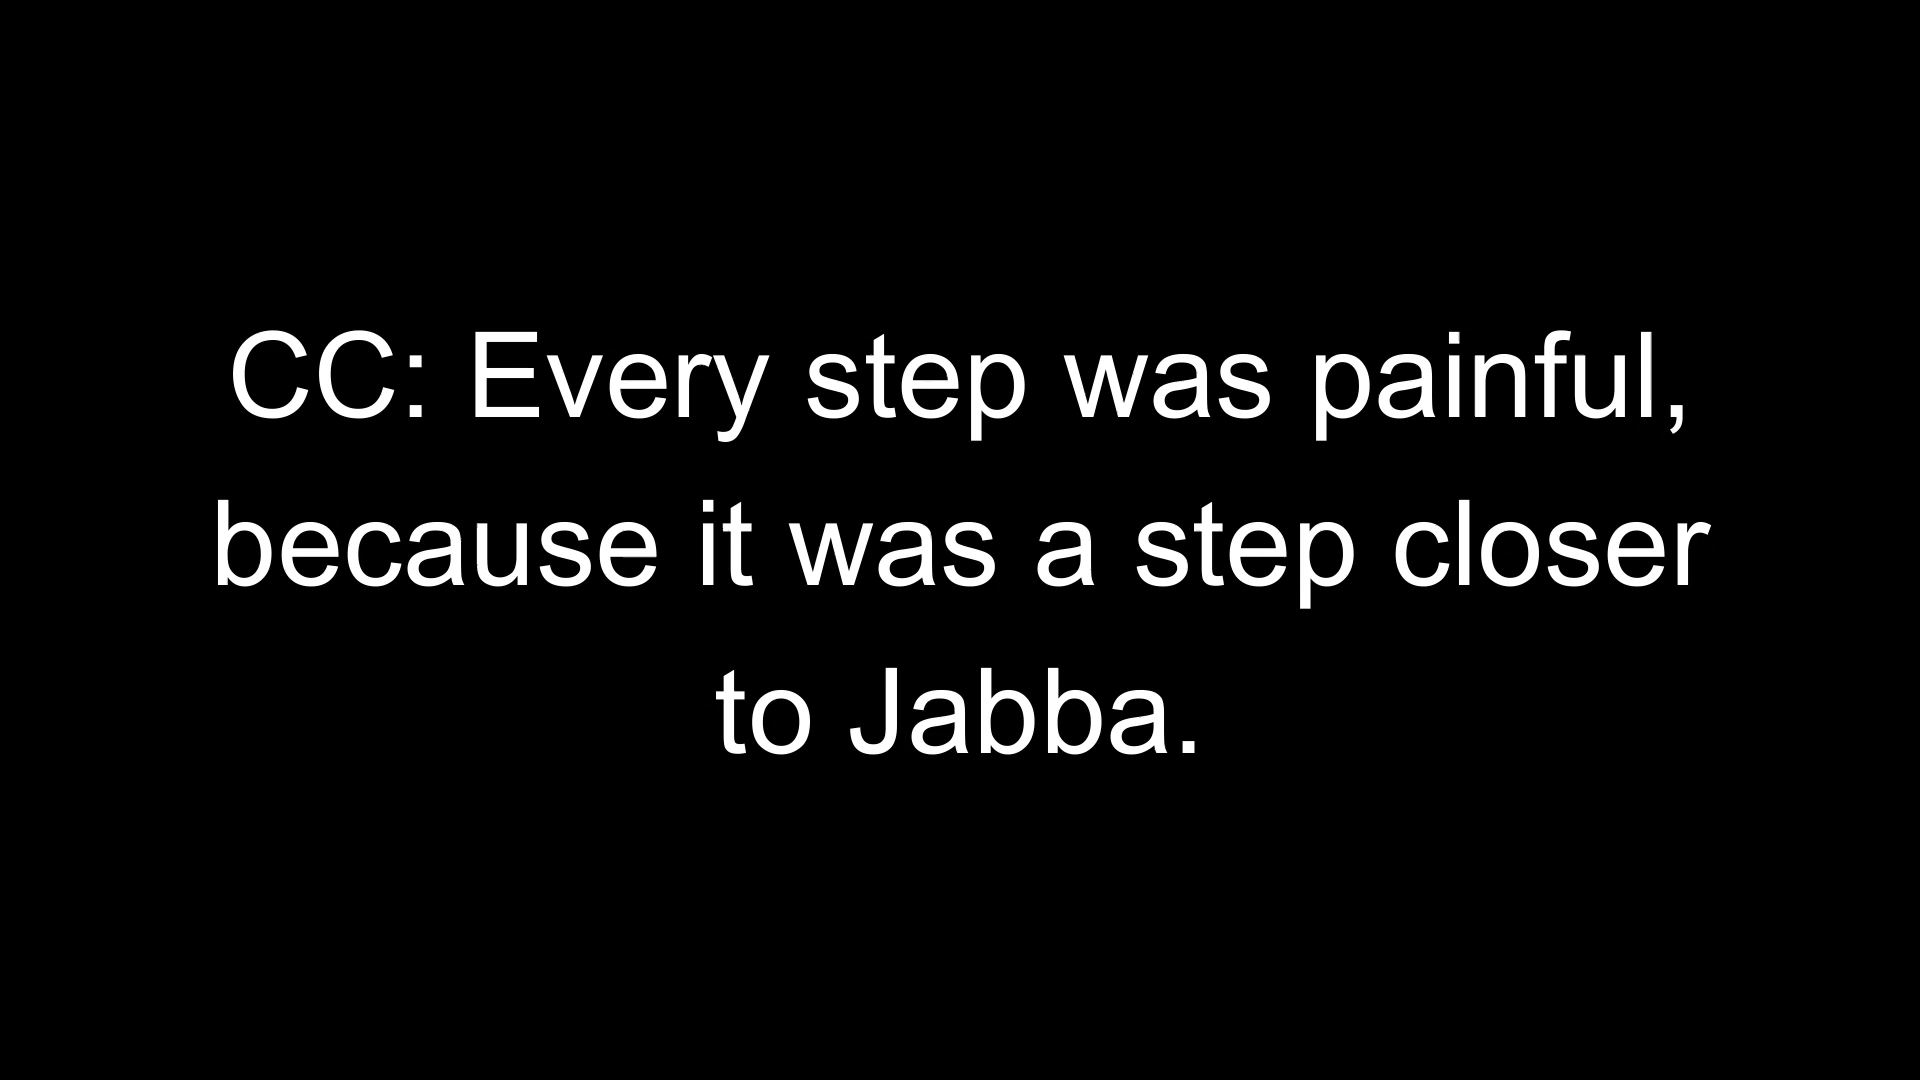 CC: Every step was painful,
because it was a step closer
to Jabba.